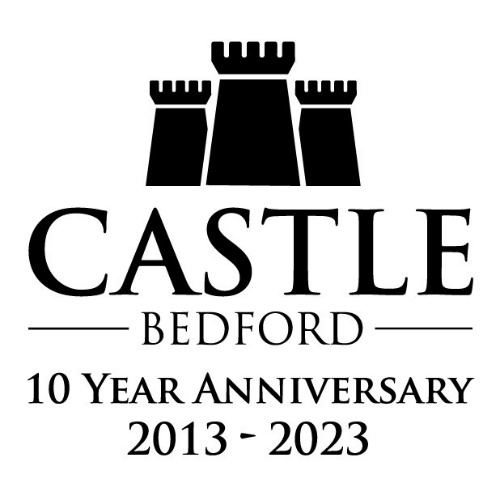 CASTLE
BEDFORD
10 YEAR ANNIVERSARY
2013 - 2023